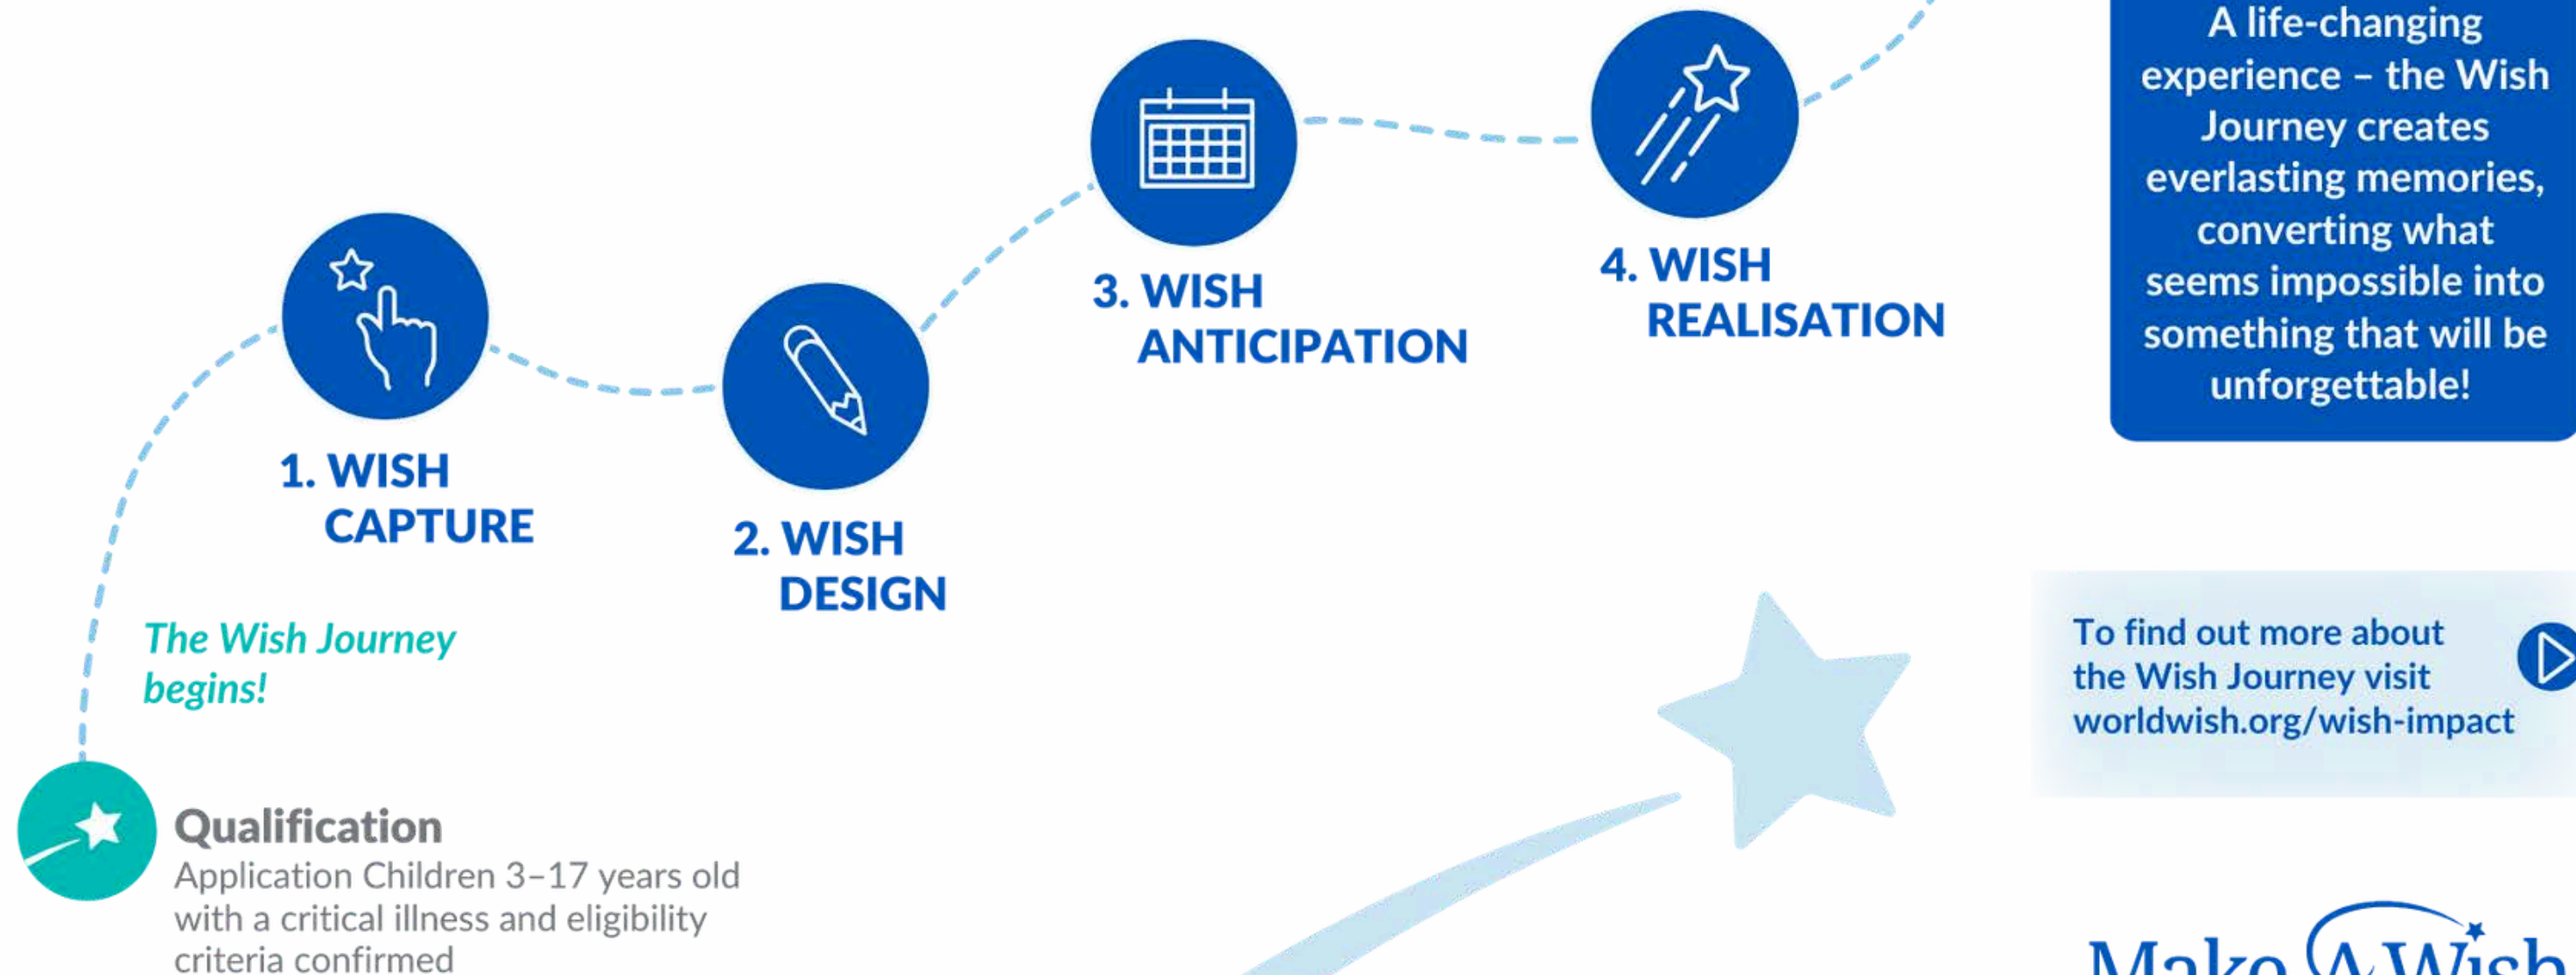 A life-changing
experience – the Wish
Journey creates
everlasting memories,
converting what
seems impossible into
something that will be
unforgettable!
3. WISH
ANTICIPATION
4. WISH
REALISATION
1. WISH
CAPTURE
2. WISH
DESIGN
The Wish Journey
begins!
Qualification
Application Children 3–17 years old
with a critical illness and eligibility
criteria confirmed
To find out more about
the Wish Journey visit
worldwish.org/wish-impact
Make A Wish